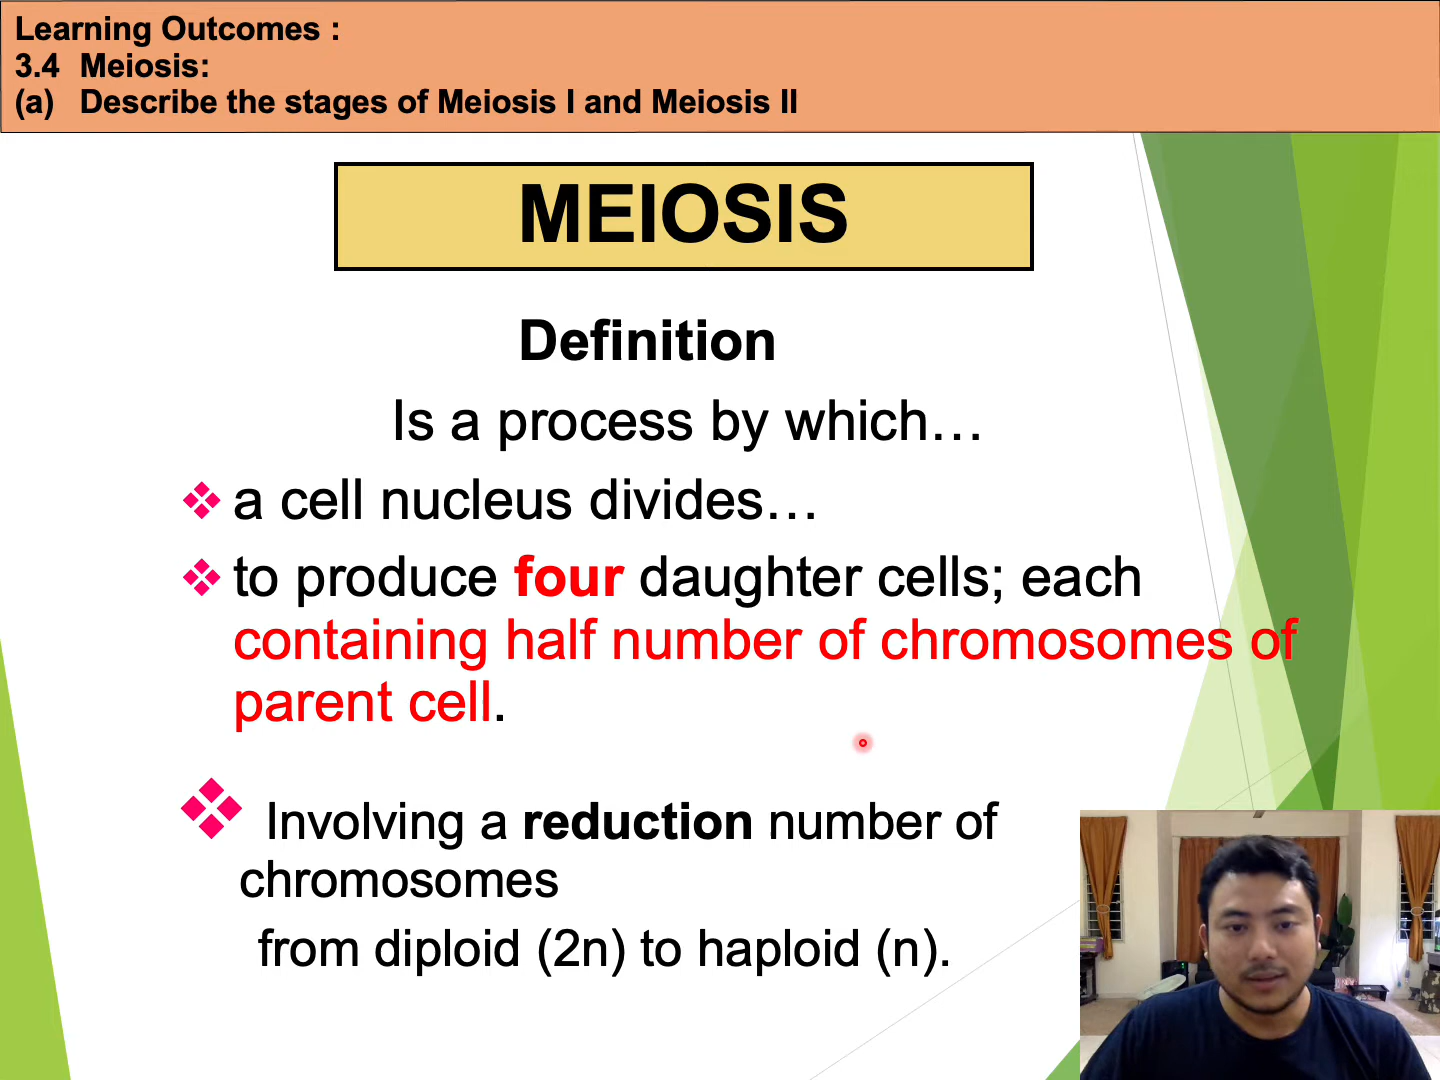 Learning Outcomes :
3.4 Meiosis:
(a) Describe the stages of Meiosis I and Meiosis II
MEIOSIS
Definition
Is a process by which…
❖ a cell nucleus divides…
❖ to produce four daughter cells; each
containing half number of chromosomes of
parent cell.
❖ Involving a reduction number of
chromosomes
from diploid (2n) to haploid (n).